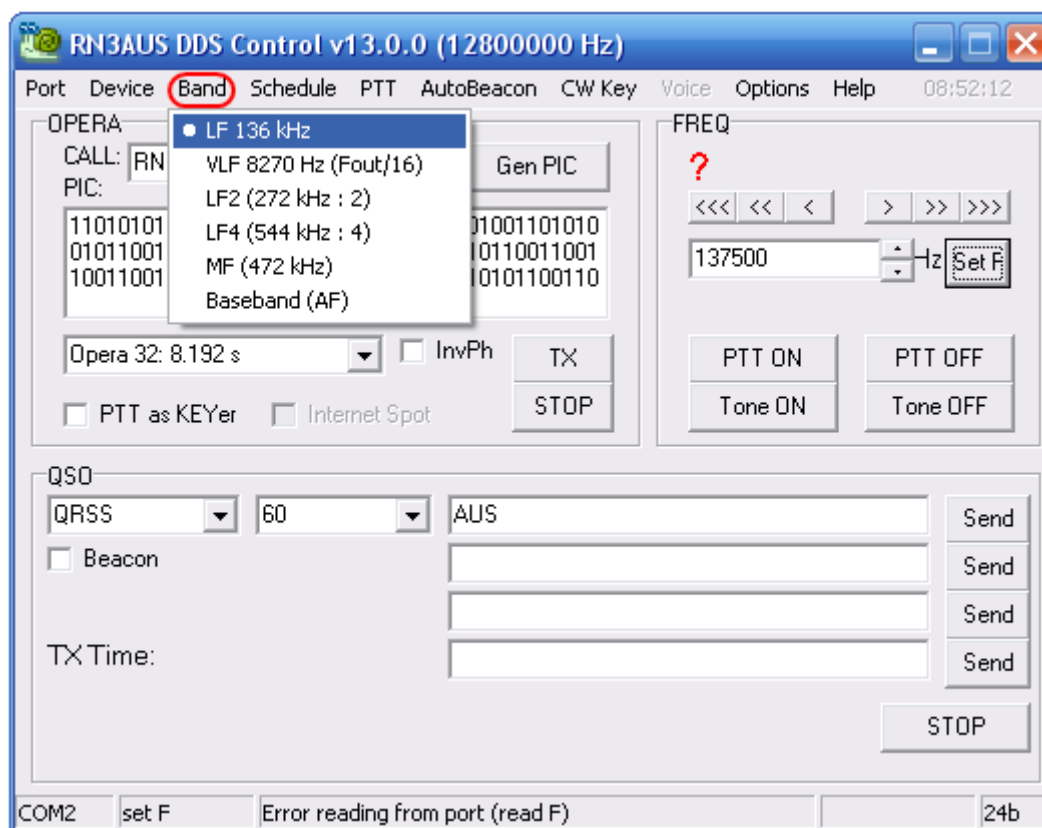 RN3AUS DDS Control v13.0.0 (12800000 Hz)
Port Device Band Schedule PTT AutoBeacon CW Key Voice Options Help 08:52:12
OPERA
CALL: RN
PIC:
Gen PIC
LF 136 kHz
VLF 8270 Hz (Fout/16)
LF2 (272 kHz : 2)
LF4 (544 kHz : 4)
MF (472 kHz)
Baseband (AF)
11010101 01001101010
01011001 10110011001
10011001 10101100110
Opera 32: 8.192 s
InvPh
TX
PTT as KEYer
Internet Spot
STOP
FREQ
?
<<< << < > >> >>>
137500 Hz Set F
PTT ON PTT OFF
Tone ON Tone OFF
QSO
QRSS 60 AUS Send
Beacon
Send
Send
TX Time:
Send
STOP
COM2 set F Error reading from port (read F) 24b